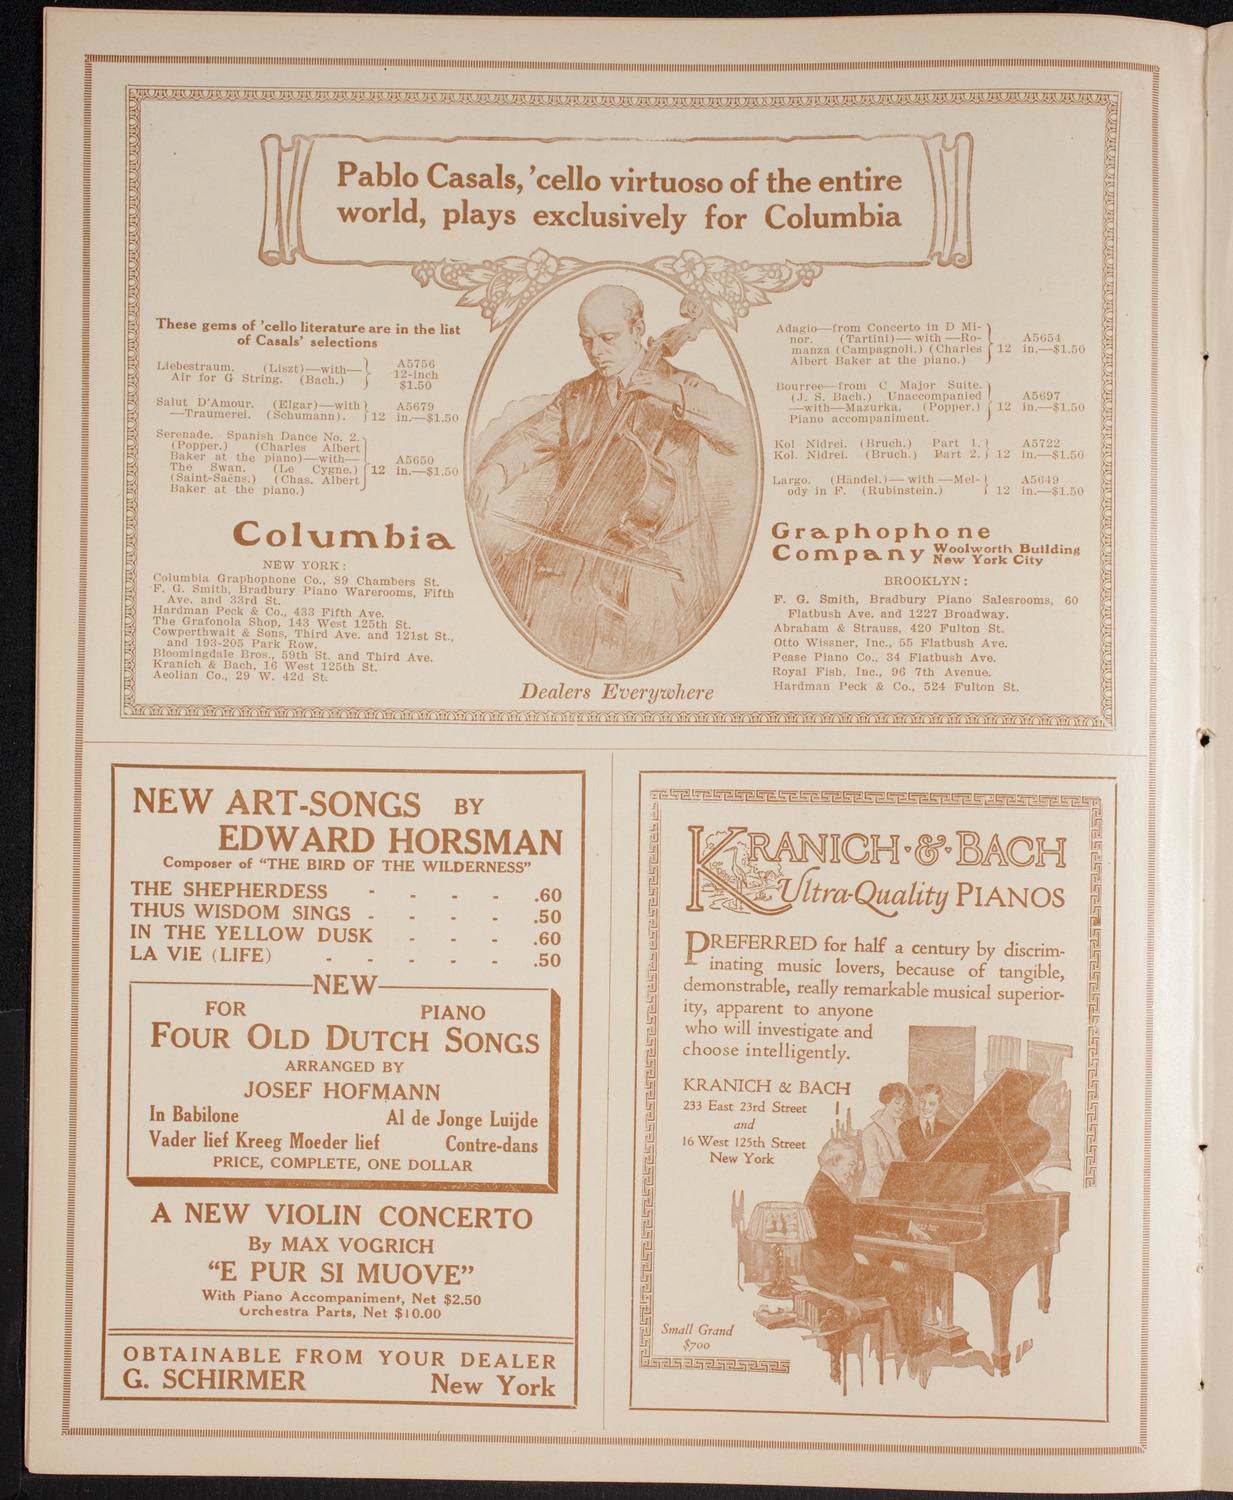 Pablo Casals, 'cello virtuoso of the entire
world, plays exclusively for Columbia
These gems of 'cello literature are in the list
of Casals' selections
Liebestraum. (Liszt)—with—
Air for G String. (Bach.)
A5756
12-inch
$1.50
Salut D'Amour. (Elgar)—with
—Traumerei. (Schumann).
A5679
12 in.—$1.50
Serenade. Spanish Dance No. 2.
(Popper.) (Charles Albert
Baker at the piano)—with—
The Swan. (Le Cygne.)
(Saint-Saëns.) (Chas. Albert
Baker at the piano.)
A5650
12 in.—$1.50
Adagio—from Concerto in D Mi-
nor. (Tartini)—with—Ro-
manza (Campagnoli.) (Charles
Albert Baker at the piano.)
A5654
12 in.—$1.50
Bourree—from C Major Suite.
(J. S. Bach.) Unaccompanied
—with—Mazurka. (Popper.)
Piano accompaniment.
A5697
12 in.—$1.50
Kol Nidrei. (Bruch.) Part 1.
Kol. Nidrei. (Bruch.) Part 2.
A5722
12 in.—$1.50
Largo. (Händel.)—with—Mel-
ody in F. (Rubinstein.)
A5649
12 in.—$1.50
Columbia
Graphophone
Company Woolworth Building
New York City
NEW YORK:
Columbia Graphophone Co., 89 Chambers St.
F. G. Smith, Bradbury Piano Warerooms, Fifth
Ave. and 33rd St.
Hardman Peck & Co., 433 Fifth Ave.
The Grafonola Shop, 143 West 125th St.
Cowperthwait & Sons, Third Ave. and 121st St.,
and 193-205 Park Row.
Bloomingdale Bros., 59th St. and Third Ave.
Kranich & Bach, 16 West 125th St.
Aeolian Co., 29 W. 42d St.
BROOKLYN:
F. G. Smith, Bradbury Piano Salesrooms, 60
Flatbush Ave. and 1227 Broadway.
Abraham & Strauss, 420 Fulton St.
Otto Wissner, Inc., 55 Flatbush Ave.
Pease Piano Co., 34 Flatbush Ave.
Royal Fish, Inc., 96 7th Avenue.
Hardman Peck & Co., 524 Fulton St.
Dealers Everywhere
NEW ART-SONGS BY
EDWARD HORSMAN
Composer of "THE BIRD OF THE WILDERNESS"
THE SHEPHERDESS - - - - .60
THUS WISDOM SINGS - - - - .50
IN THE YELLOW DUSK - - - .60
LA VIE (LIFE) - - - - - .50
NEW
FOR PIANO
FOUR OLD DUTCH SONGS
ARRANGED BY
JOSEF HOFMANN
In Babilone Al de Jonge Luijde
Vader lief Kreeg Moeder lief Contre-dans
PRICE, COMPLETE, ONE DOLLAR
A NEW VIOLIN CONCERTO
By MAX VOGRICH
"E PUR SI MUOVE"
With Piano Accompaniment, Net $2.50
Orchestra Parts, Net $10.00
OBTAINABLE FROM YOUR DEALER
G. SCHIRMER New York
KRANICH·&·BACH
Ultra-Quality PIANOS
PREFERRED for half a century by discrim-
inating music lovers, because of tangible,
demonstrable, really remarkable musical superior-
ity, apparent to anyone
who will investigate and
choose intelligently.
KRANICH & BACH
233 East 23rd Street
and
16 West 125th Street
New York
Small Grand
$700